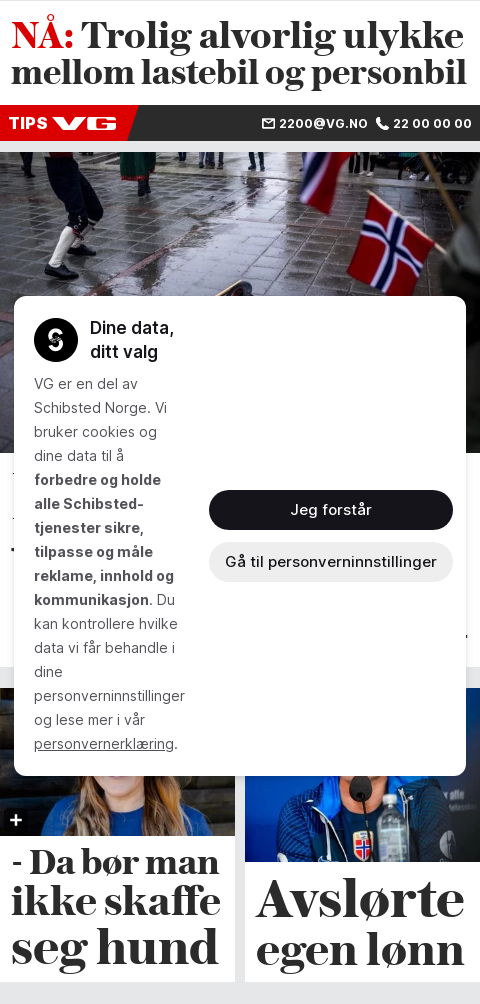 NÅ: Trolig alvorlig ulykke
mellom lastebil og personbil
TIPS VG
2200@VG.NO 22 00 00 00
Dine data,
ditt valg
VG er en del av
Schibsted Norge. Vi
bruker cookies og
dine data til å
forbedre og holde
alle Schibsted-
tjenester sikre,
tilpasse og måle
reklame, innhold og
kommunikasjon. Du
kan kontrollere hvilke
data vi får behandle i
dine
personverninnstillinger
og lese mer i vår
personvernerklæring.
Jeg forstår
Gå til personverninnstillinger
- Da bør man
ikke skaffe
seg hund
Avslørte
egen lønn